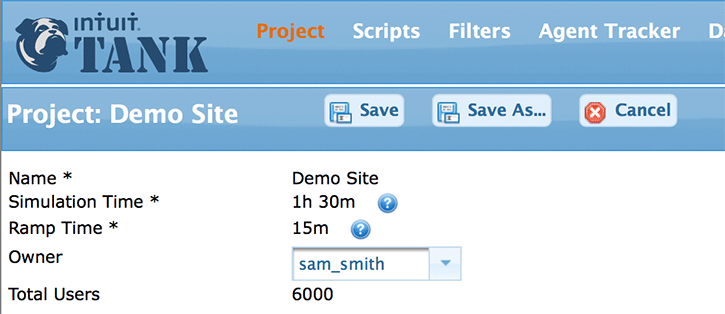 intuit.
TANK
Project Scripts Filters Agent Tracker
Project: Demo Site Save Save As... Cancel
Name * Demo Site
Simulation Time * 1h 30m ?
Ramp Time * 15m ?
Owner sam_smith
Total Users 6000